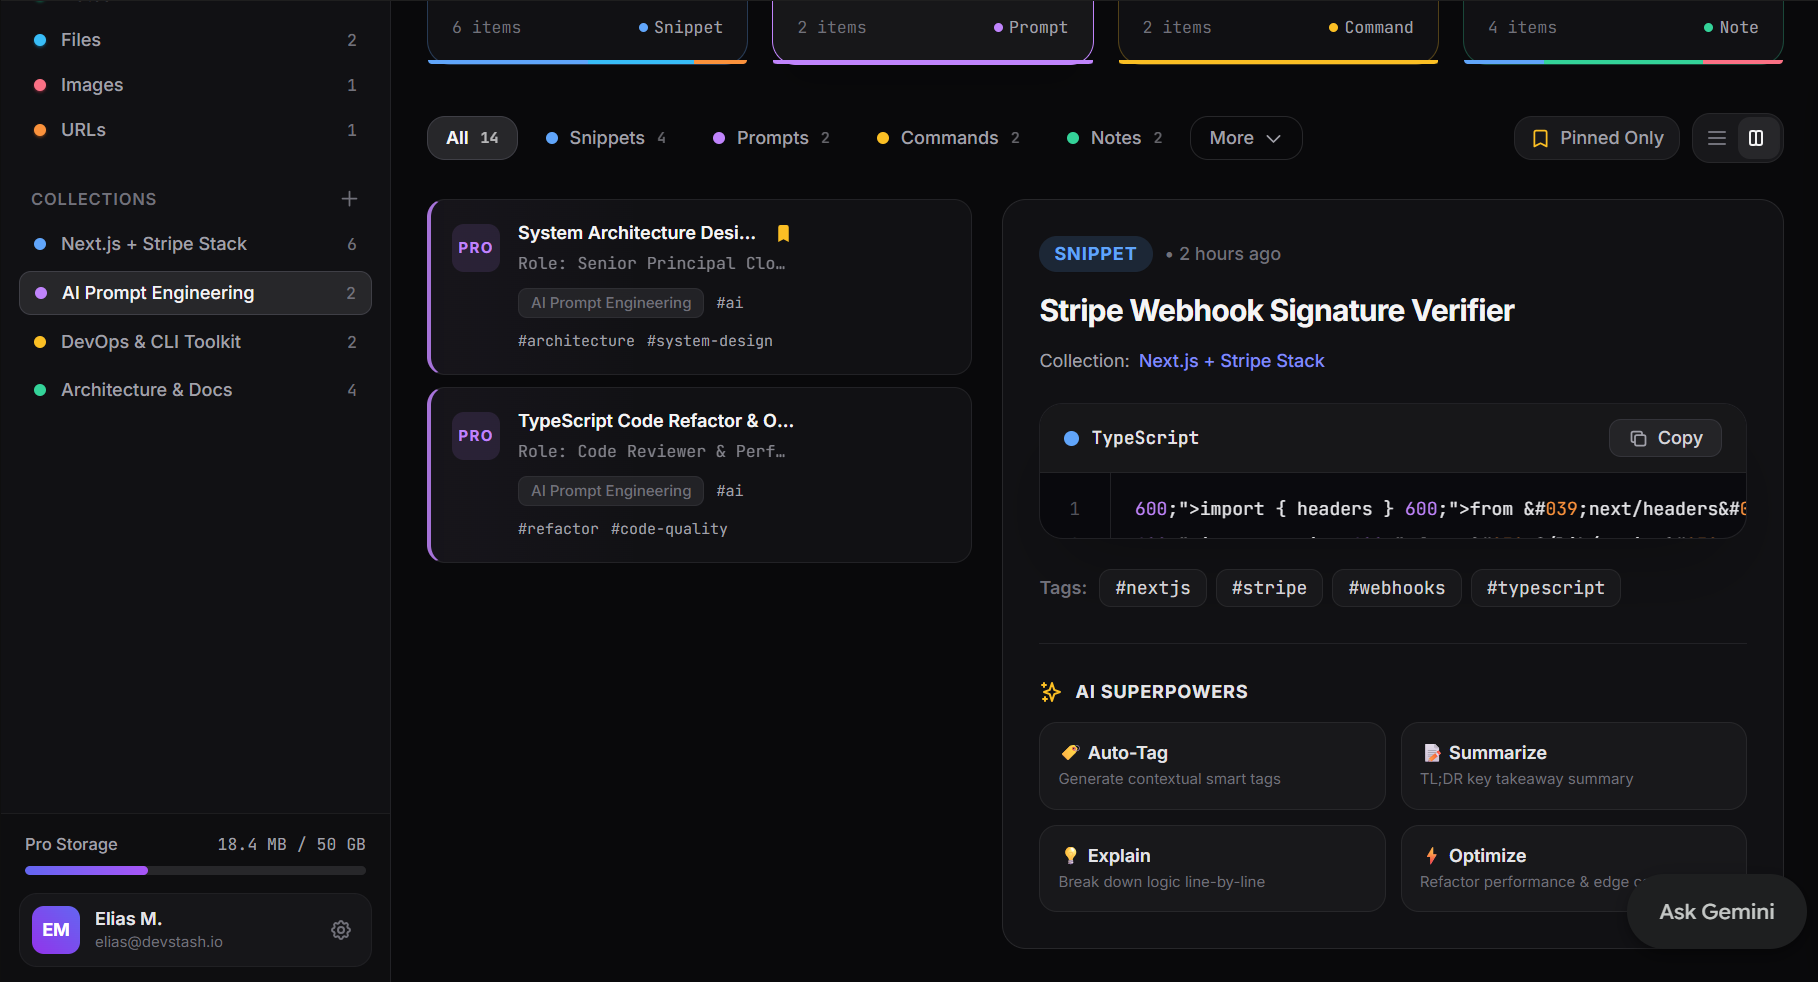 Files 2
Images 1
URLs 1
COLLECTIONS
Next.js + Stripe Stack 6
AI Prompt Engineering 2
DevOps & CLI Toolkit 2
Architecture & Docs 4
Pro Storage 18.4 MB / 50 GB
EM
Elias M.
elias@devstash.io
6 items Snippet
2 items Prompt
2 items Command
4 items Note
All 14 Snippets 4 Prompts 2 Commands 2 Notes 2 More Pinned Only
PRO
System Architecture Desi…
Role: Senior Principal Clo…
AI Prompt Engineering #ai
#architecture #system-design
PRO
TypeScript Code Refactor & O…
Role: Code Reviewer & Perf…
AI Prompt Engineering #ai
#refactor #code-quality
SNIPPET • 2 hours ago
Stripe Webhook Signature Verifier
Collection: Next.js + Stripe Stack
TypeScript Copy
1 600;">import { headers } 600;">from &#039;next/headers&#0
Tags: #nextjs #stripe #webhooks #typescript
AI SUPERPOWERS
Auto-Tag
Generate contextual smart tags
Summarize
TL;DR key takeaway summary
Explain
Break down logic line-by-line
Optimize
Refactor performance & edge
Ask Gemini